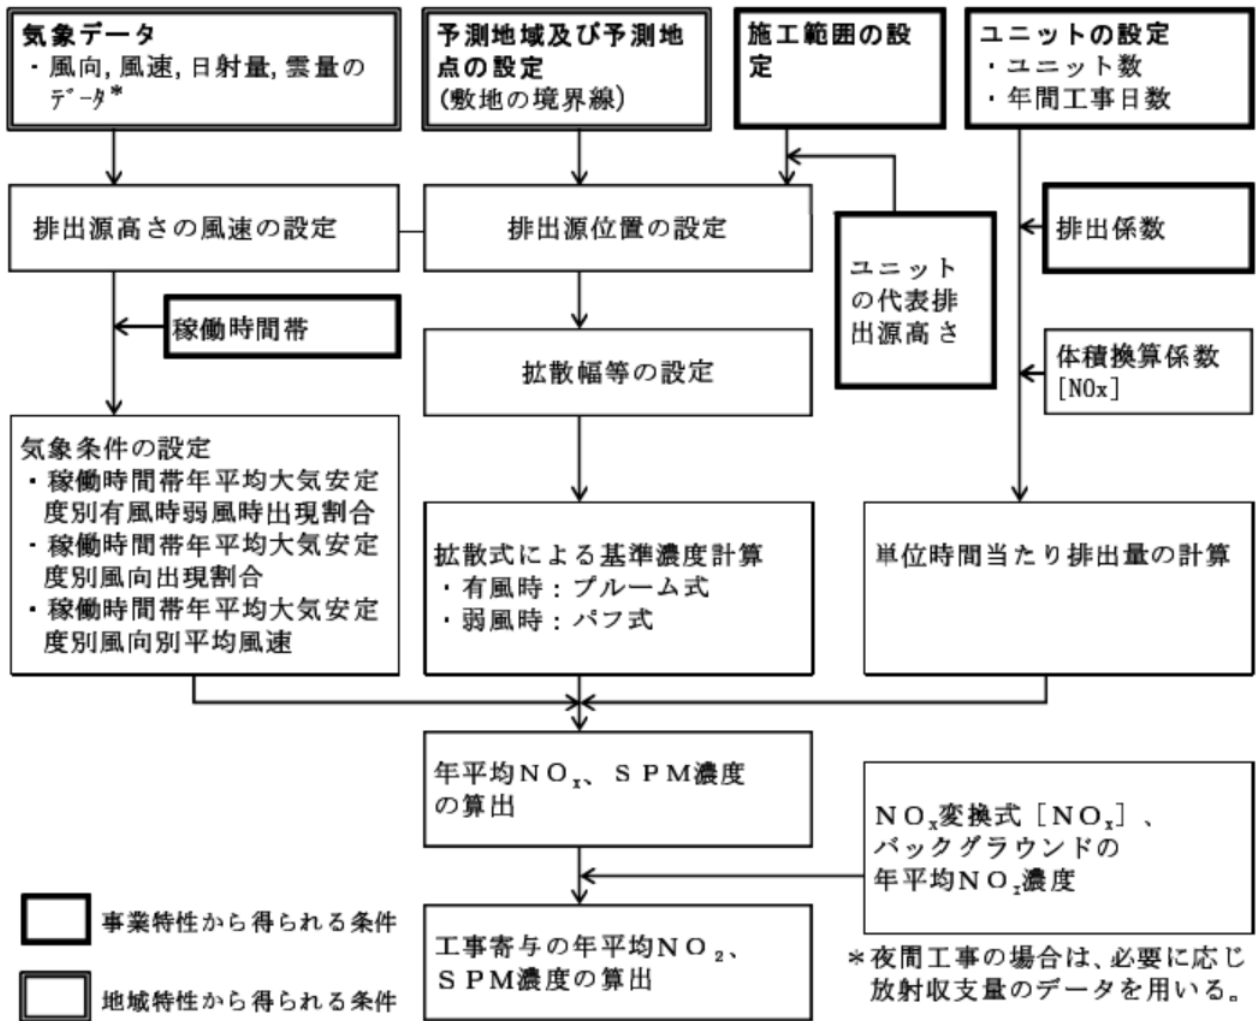 気象データ
・風向,風速,日射量,雲量の
ﾃﾞｰﾀ*
予測地域及び予測地
点の設定
(敷地の境界線)
施工範囲の設
定
ユニットの設定
・ユニット数
・年間工事日数
排出源高さの風速の設定
排出源位置の設定
ユニット
の代表排
出源高さ
排出係数
稼働時間帯
拡散幅等の設定
体積換算係数
[NOx]
気象条件の設定
・稼働時間帯年平均大気安定
度別有風時弱風時出現割合
・稼働時間帯年平均大気安定
度別風向出現割合
・稼働時間帯年平均大気安定
度別風向別平均風速
拡散式による基準濃度計算
・有風時：プルーム式
・弱風時：パフ式
単位時間当たり排出量の計算
年平均ＮＯx、ＳＰＭ濃度
の算出
ＮＯx変換式［ＮＯx］、
バックグラウンドの
年平均ＮＯx濃度
工事寄与の年平均ＮＯ₂、
ＳＰＭ濃度の算出
事業特性から得られる条件
地域特性から得られる条件
＊夜間工事の場合は、必要に応じ
放射収支量のデータを用いる。